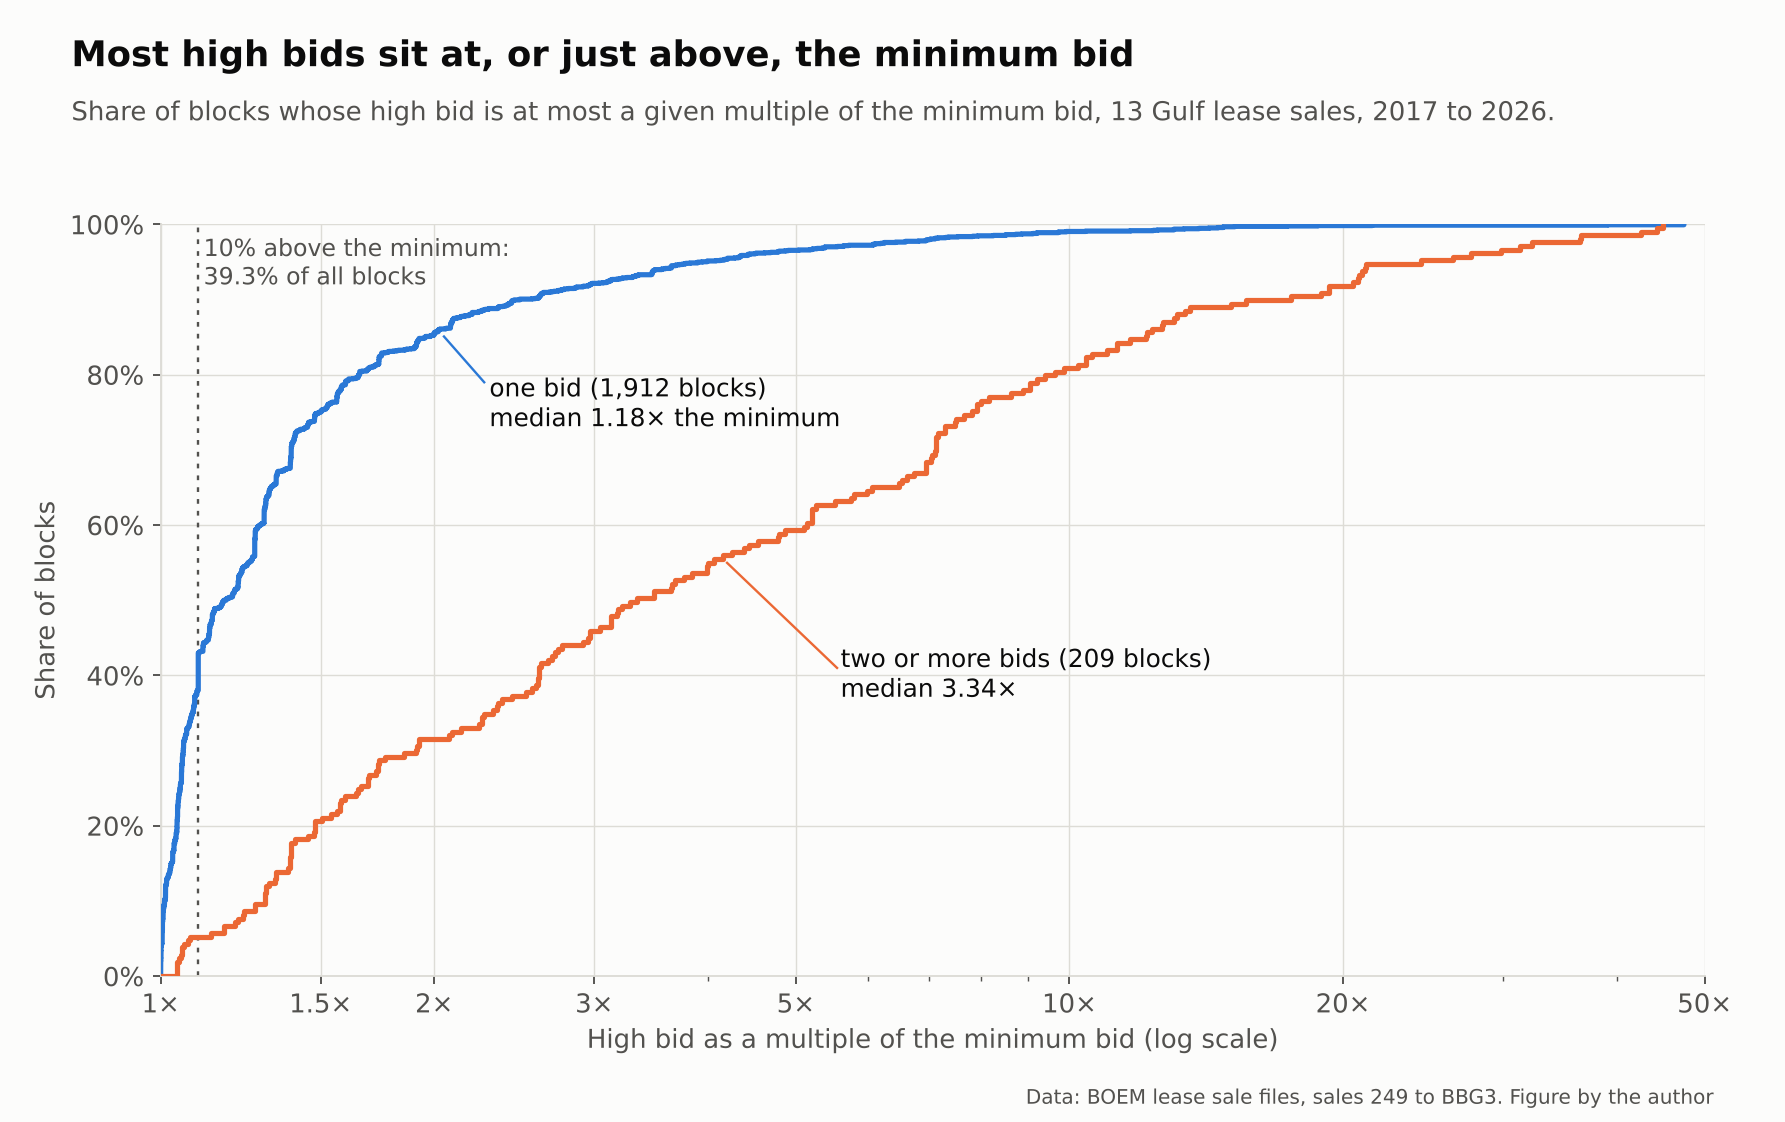 Most high bids sit at, or just above, the minimum bid
Share of blocks whose high bid is at most a given multiple of the minimum bid, 13 Gulf lease sales, 2017 to 2026.
100%
80%
60%
40%
20%
0%
Share of blocks
10% above the minimum:
39.3% of all blocks
one bid (1,912 blocks)
median 1.18× the minimum
two or more bids (209 blocks)
median 3.34×
1× 1.5× 2× 3× 5× 10× 20× 50×
High bid as a multiple of the minimum bid (log scale)
Data: BOEM lease sale files, sales 249 to BBG3. Figure by the author